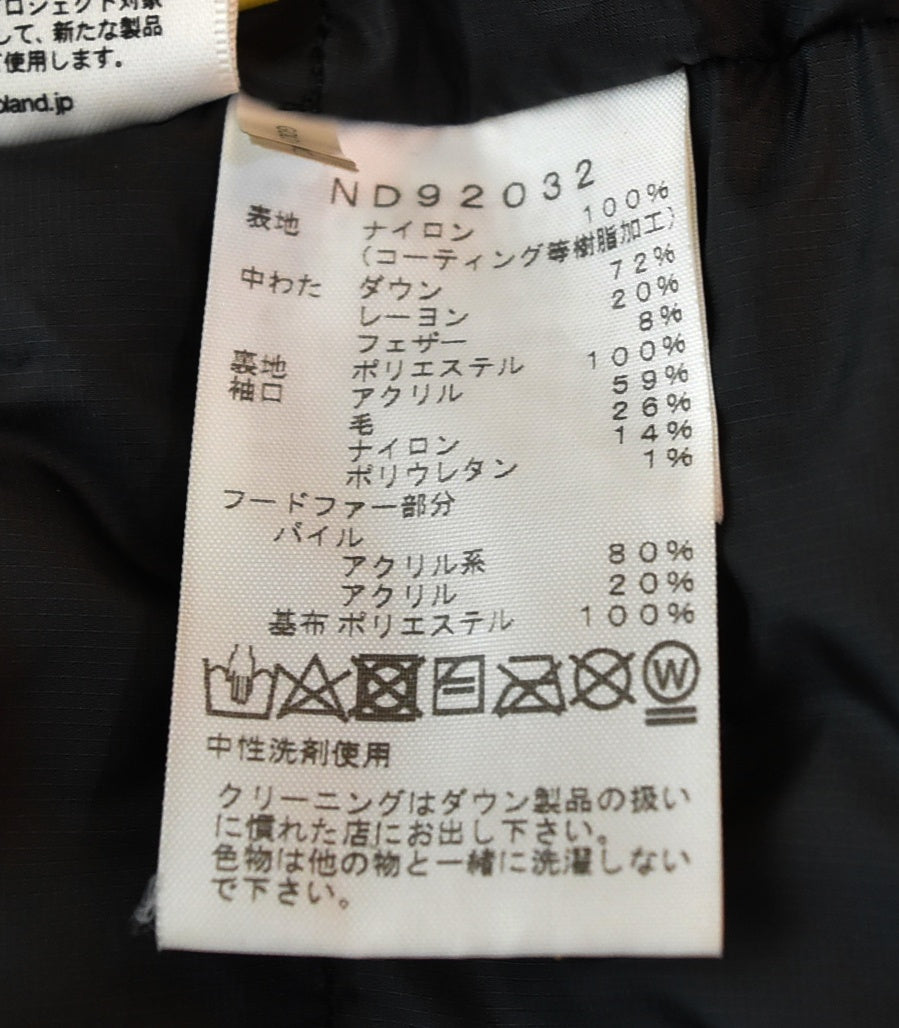 ロジェクト対象
して、新たな製品
使用します。
land.jp
ND92032
表地 ナイロン 100%
(コーティング等樹脂加工)
中わた ダウン 72%
レーヨン 20%
フェザー 8%
裏地 ポリエステル 100%
袖口 アクリル 59%
毛 26%
ナイロン 14%
ポリウレタン 1%
フードファー部分
パイル
アクリル系 80%
アクリル 20%
基布 ポリエステル 100%
W
中性洗剤使用
クリーニングはダウン製品の扱い
に慣れた店にお出し下さい。
色物は他の物と一緒に洗濯しない
で下さい。